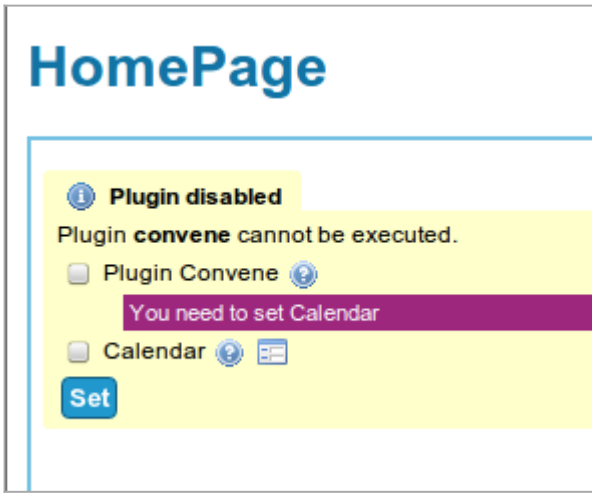 HomePage
Plugin disabled
Plugin convene cannot be executed.
Plugin Convene
You need to set Calendar
Calendar
Set